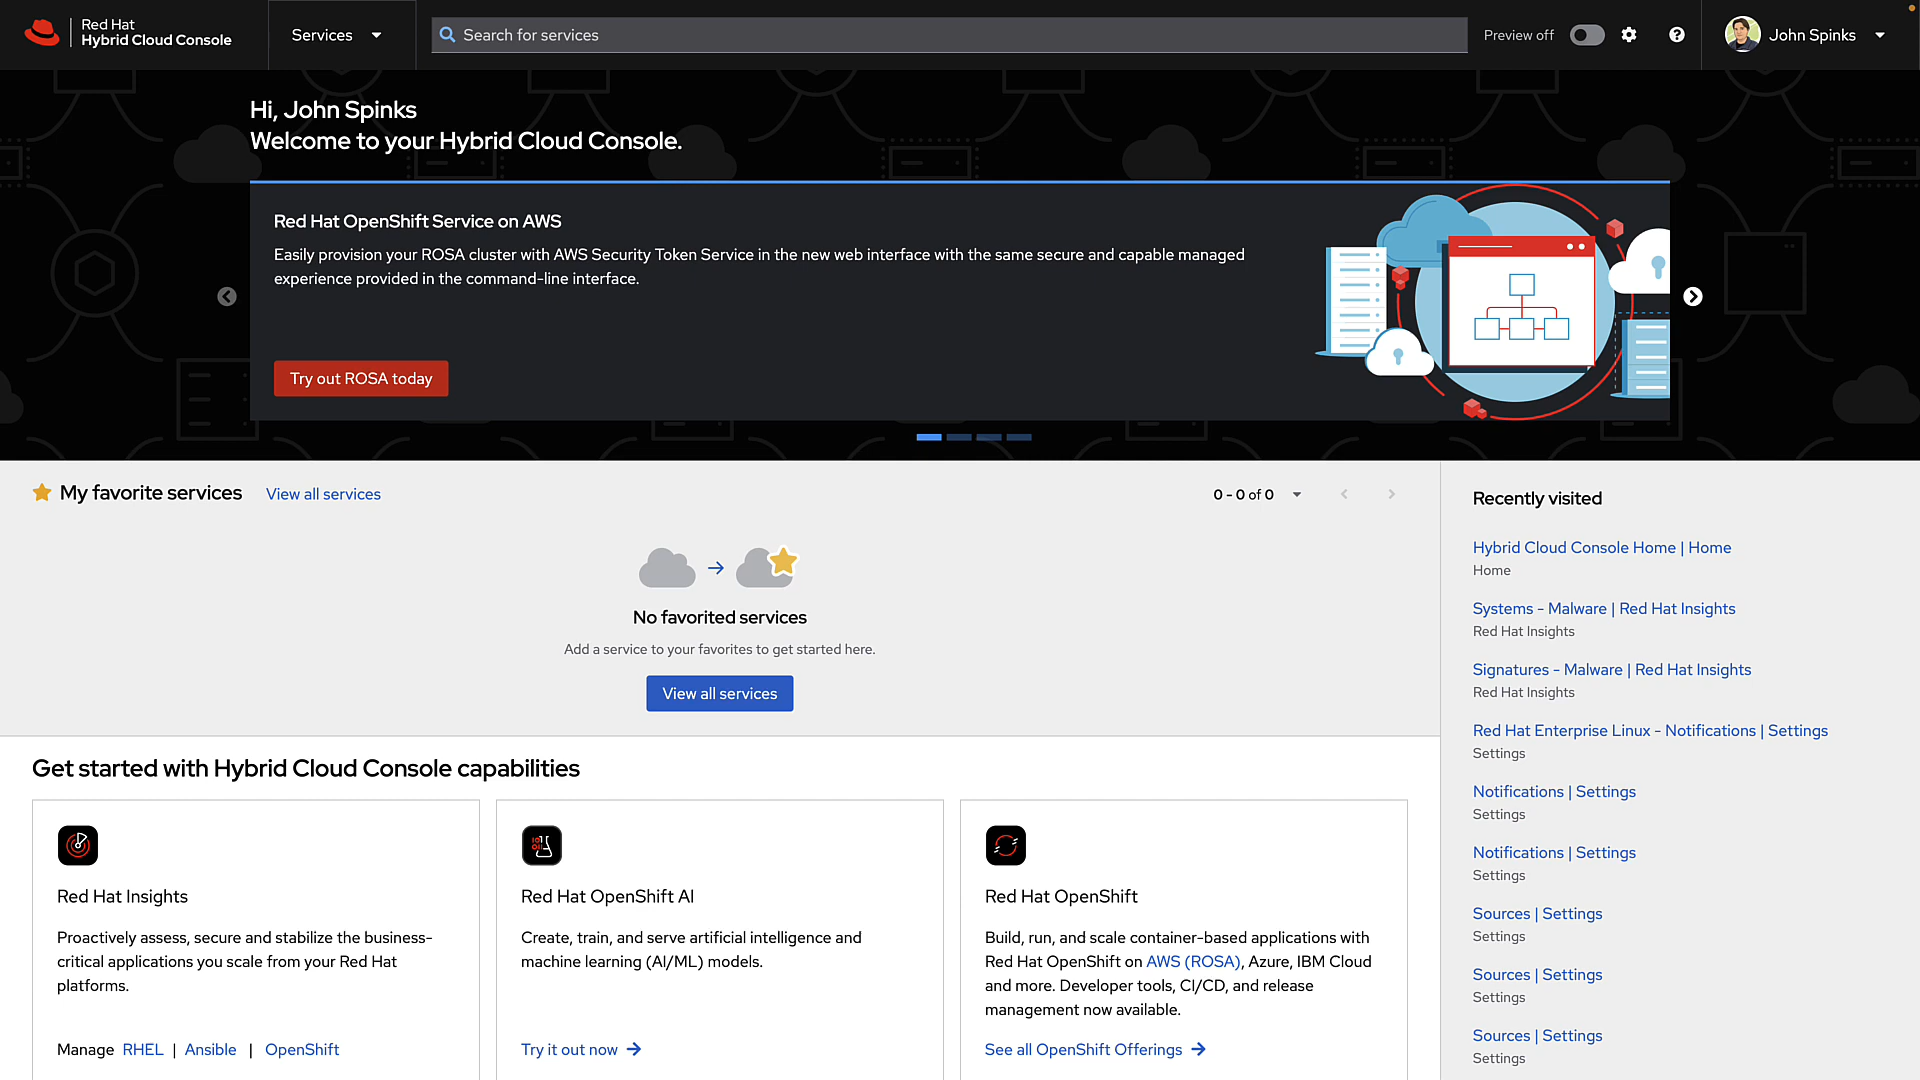 Red Hat
Hybrid Cloud Console
Services
Search for services
Preview off
John Spinks
Hi, John Spinks
Welcome to your Hybrid Cloud Console.
Red Hat OpenShift Service on AWS
Easily provision your ROSA cluster with AWS Security Token Service in the new web interface with the same secure and capable managed
experience provided in the command-line interface.
Try out ROSA today
My favorite services
View all services
0 - 0 of 0
No favorited services
Add a service to your favorites to get started here.
View all services
Get started with Hybrid Cloud Console capabilities
Red Hat Insights
Proactively assess, secure and stabilize the business-
critical applications you scale from your Red Hat
platforms.
Manage RHEL | Ansible | OpenShift
Red Hat OpenShift AI
Create, train, and serve artificial intelligence and
machine learning (AI/ML) models.
Try it out now
Red Hat OpenShift
Build, run, and scale container-based applications with
Red Hat OpenShift on AWS (ROSA), Azure, IBM Cloud
and more. Developer tools, CI/CD, and release
management now available.
See all OpenShift Offerings
Recently visited
Hybrid Cloud Console Home | Home
Home
Systems - Malware | Red Hat Insights
Red Hat Insights
Signatures - Malware | Red Hat Insights
Red Hat Insights
Red Hat Enterprise Linux - Notifications | Settings
Settings
Notifications | Settings
Settings
Notifications | Settings
Settings
Sources | Settings
Settings
Sources | Settings
Settings
Sources | Settings
Settings